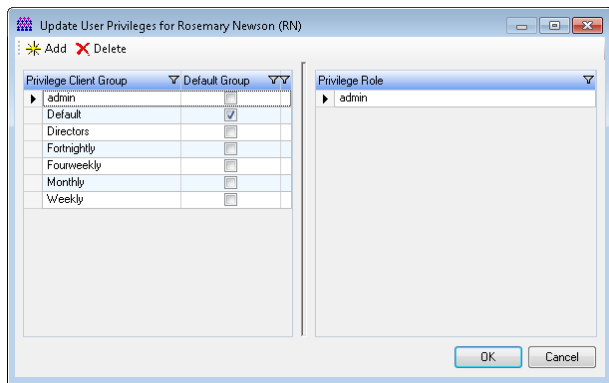 Update User Privileges for Rosemary Newson (RN)
Add Delete
Privilege Client Group Default Group
admin
Default
Directors
Fortnightly
Fourweekly
Monthly
Weekly
Privilege Role
admin
OK Cancel